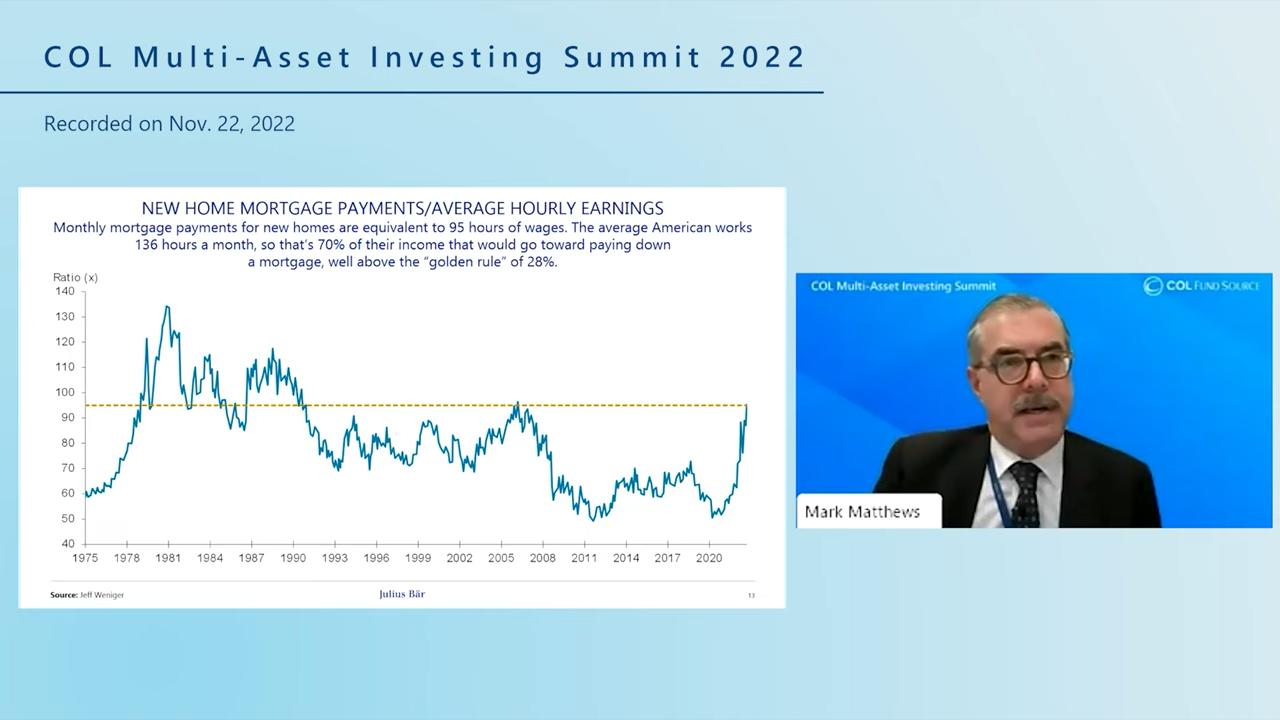 COL Multi-Asset Investing Summit 2022
Recorded on Nov. 22, 2022
NEW HOME MORTGAGE PAYMENTS/AVERAGE HOURLY EARNINGS
Monthly mortgage payments for new homes are equivalent to 95 hours of wages. The average American works
136 hours a month, so that's 70% of their income that would go toward paying down
a mortgage, well above the “golden rule” of 28%.
Ratio (x)
140
130
120
110
100
90
80
70
60
50
40
1975 1978 1981 1984 1987 1990 1993 1996 1999 2002 2005 2008 2011 2014 2017 2020
Source: Jeff Weniger
Julius Bär
13
COL Multi-Asset Investing Summit
COL FUND SOURCE
Mark Matthews